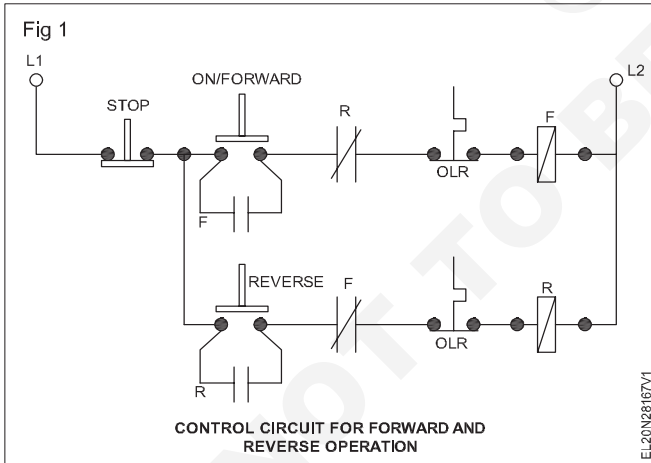 Fig 1
L1
L2
STOP
ON/FORWARD
R
F
OLR
F
REVERSE
F
R
OLR
R
CONTROL CIRCUIT FOR FORWARD AND
REVERSE OPERATION
EL20N28167V1